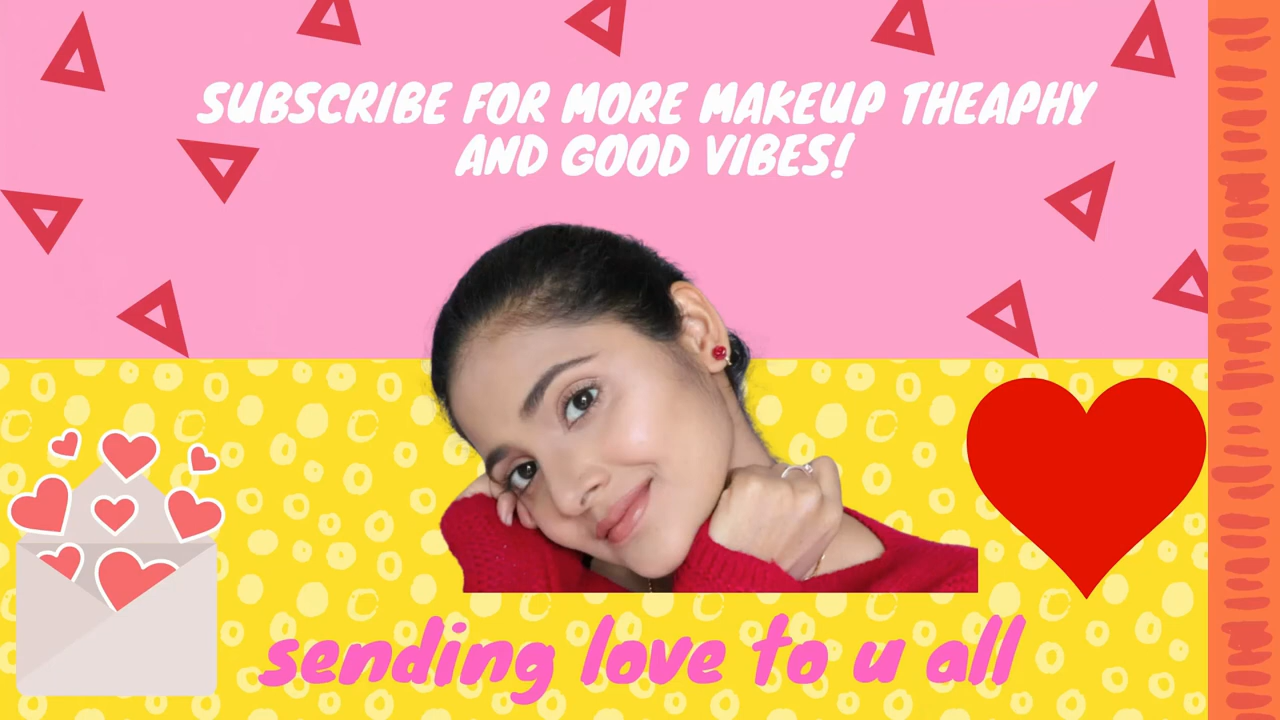 SUBSCRIBE FOR MORE MAKEUP THEAPHY
AND GOOD VIBES!
sending love to u all